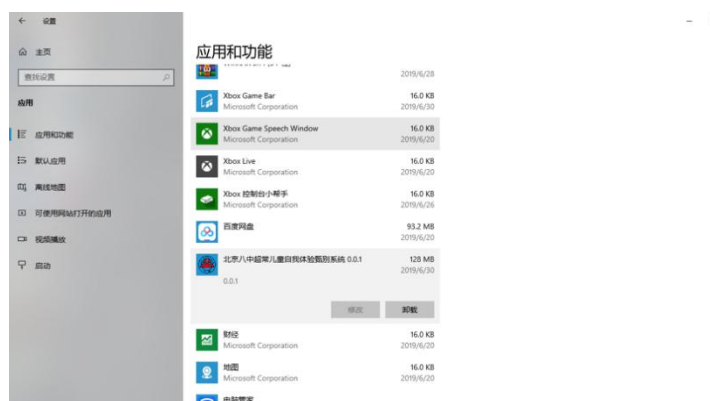 设置
主页
查找设置
应用
应用和功能
默认应用
离线地图
可使用网站打开的应用
视频播放
启动
应用和功能
2019/6/28
Xbox Game Bar 16.0 KB
Microsoft Corporation 2019/6/30
Xbox Game Speech Window 16.0 KB
Microsoft Corporation 2019/6/20
Xbox Live 16.0 KB
Microsoft Corporation 2019/6/20
Xbox 控制台小帮手 16.0 KB
Microsoft Corporation 2019/6/26
百度网盘 93.2 MB
2019/6/20
北京八中超常儿童自我体验甄别系统 0.0.1 128 MB
2019/6/30
0.0.1
修改 卸载
财经 16.0 KB
Microsoft Corporation 2019/6/20
地图 16.0 KB
Microsoft Corporation 2019/6/20
电脑管家